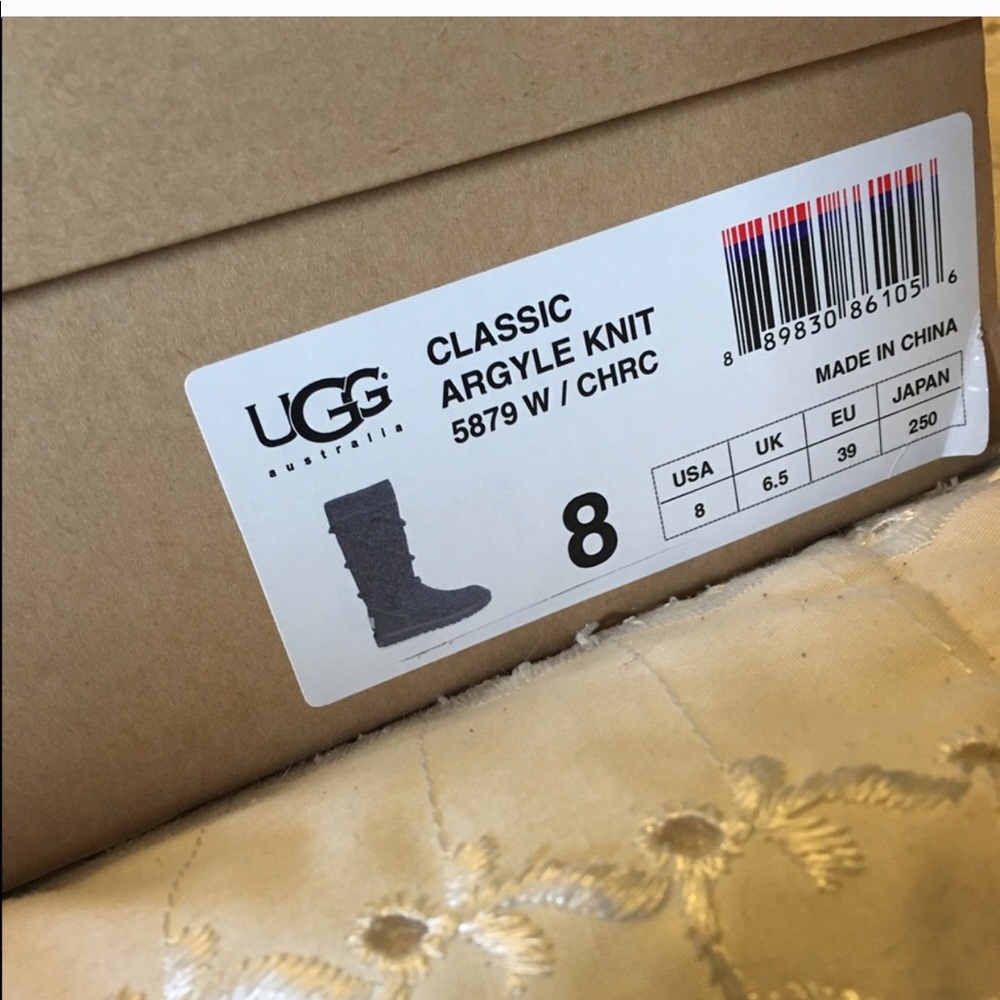 UGG®
australia
CLASSIC
ARGYLE KNIT
5879 W / CHRC
8
8 89830 86105 6
MADE IN CHINA
USA UK EU JAPAN
8 6.5 39 250